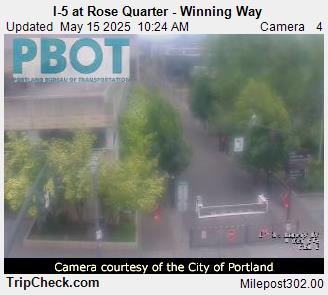 I-5 at Rose Quarter - Winning Way
Updated May 15 2025 10:24 AM Camera 4
PBOT
PORTLAND BUREAU OF TRANSPORTATION
Camera courtesy of the City of Portland
TripCheck.com Milepost302.00